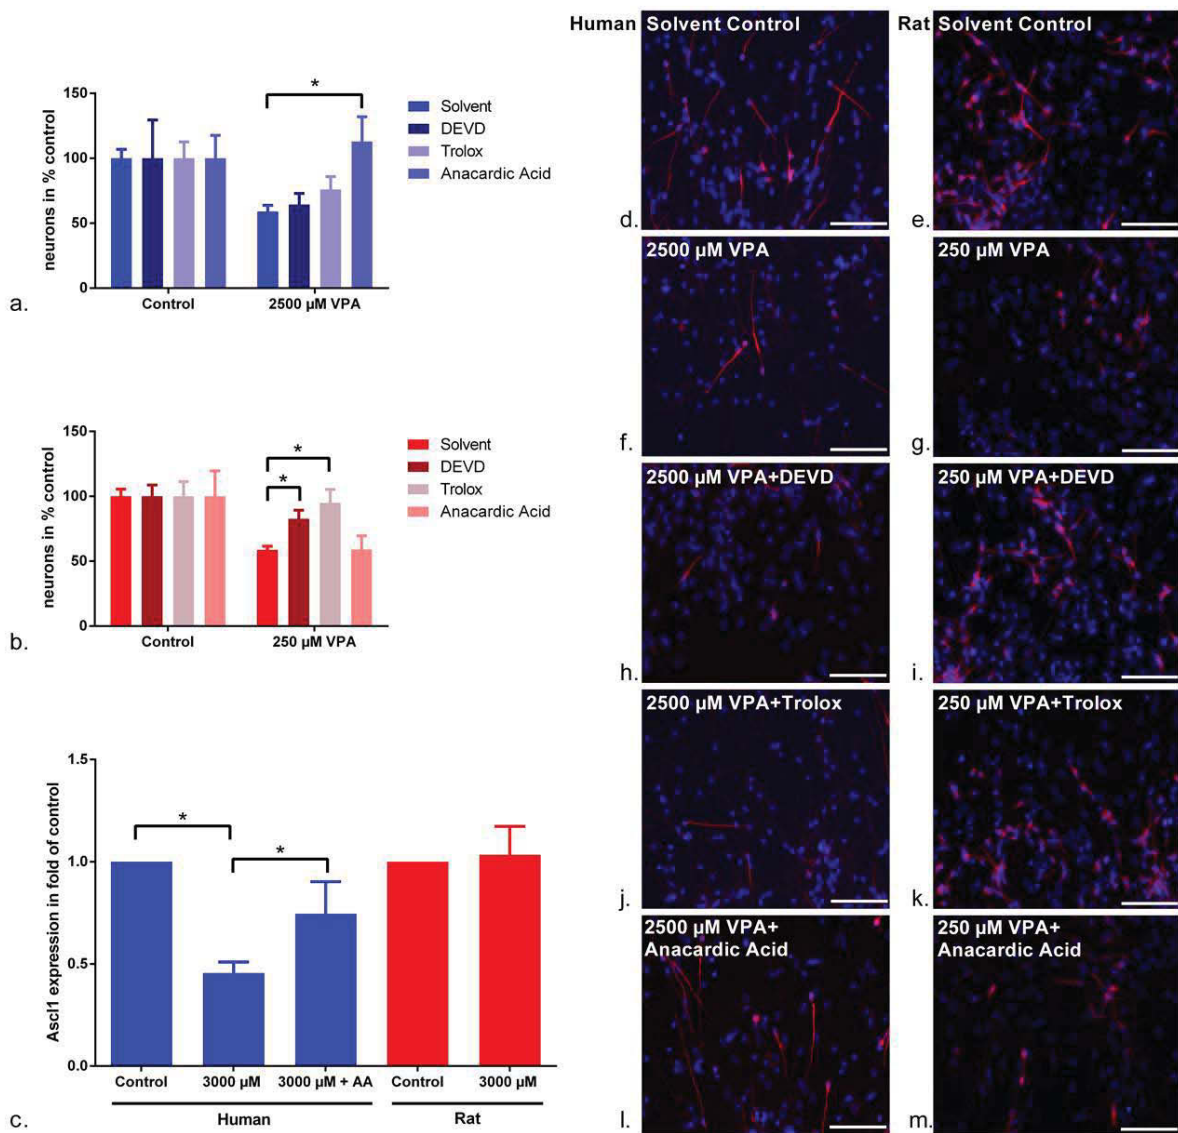 neurons in % control
150
100
50
0
*
Solvent
DEVD
Trolox
Anacardic Acid
Control
2500 µM VPA
a.
neurons in % control
150
100
50
0
*
*
Solvent
DEVD
Trolox
Anacardic Acid
Control
250 µM VPA
b.
Ascl1 expression in fold of control
1.5
1.0
0.5
0.0
*
*
Control
3000 µM
3000 µM + AA
Control
3000 µM
Human
Rat
c.
Human
Solvent Control
d.
Rat
Solvent Control
e.
2500 µM VPA
f.
250 µM VPA
g.
2500 µM VPA+DEVD
h.
250 µM VPA+DEVD
i.
2500 µM VPA+Trolox
j.
250 µM VPA+Trolox
k.
2500 µM VPA+
Anacardic Acid
l.
250 µM VPA+
Anacardic Acid
m.